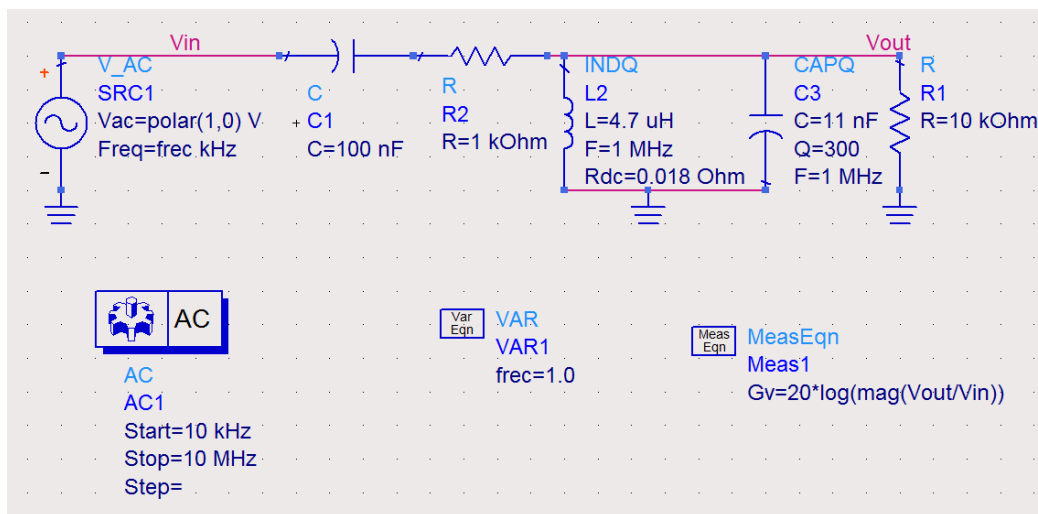 Vin
Vout
+
V_AC
SRC1
Vac=polar(1,0) V
Freq=frec kHz
-
C
+ C1
C=100 nF
R
R2
R=1 kOhm
INDQ
L2
L=4.7 uH
F=1 MHz
Rdc=0.018 Ohm
CAPQ
C3
C=11 nF
Q=300
F=1 MHz
R
R1
R=10 kOhm
AC
AC
AC1
Start=10 kHz
Stop=10 MHz
Step=
Var
Eqn
VAR
VAR1
frec=1.0
Meas
Eqn
MeasEqn
Meas1
Gv=20*log(mag(Vout/Vin))